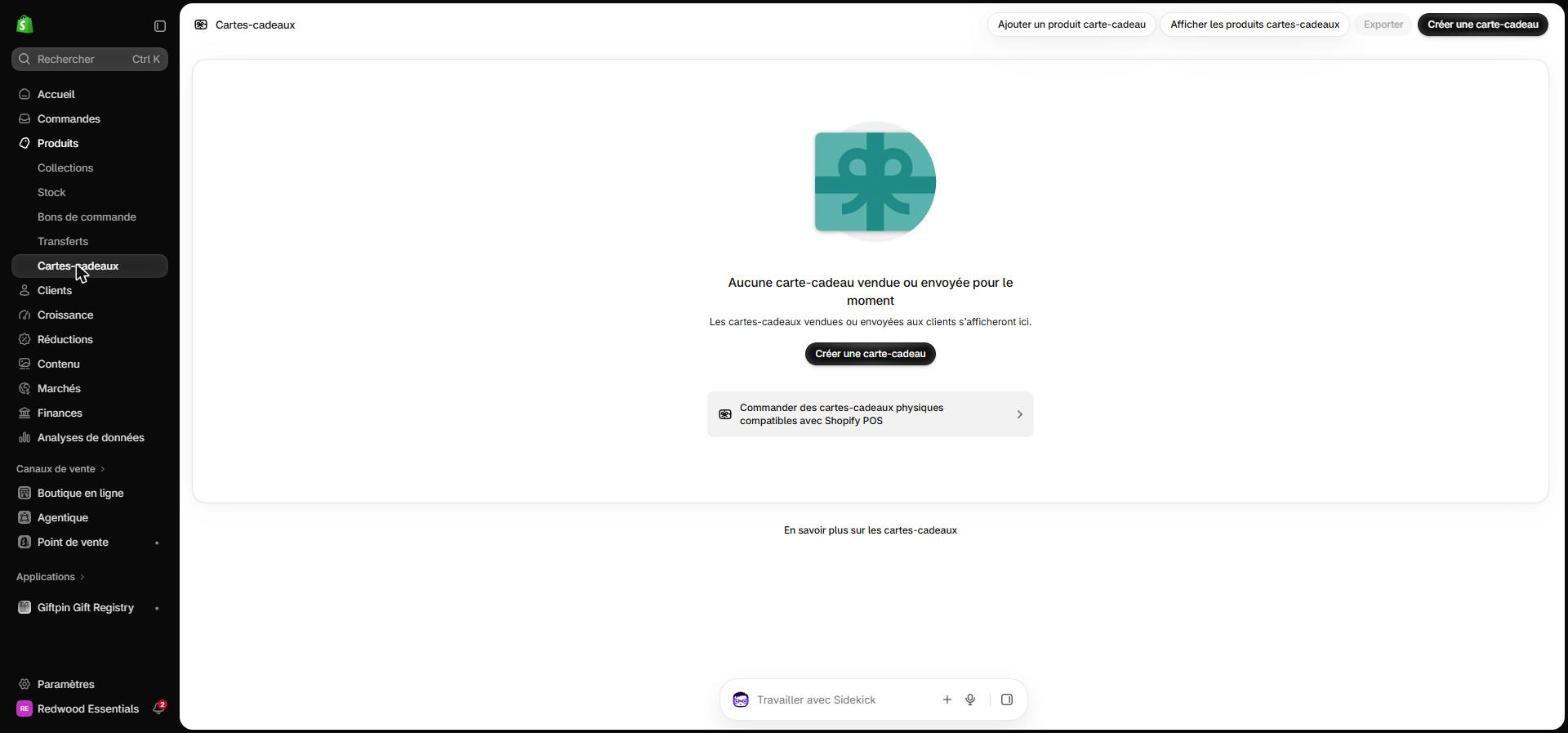 Rechercher Ctrl K
Accueil
Commandes
Produits
Collections
Stock
Bons de commande
Transferts
Cartes-cadeaux
Clients
Croissance
Réductions
Contenu
Marchés
Finances
Analyses de données
Canaux de vente
Boutique en ligne
Agentique
Point de vente
Applications
Giftpin Gift Registry
Paramètres
RE Redwood Essentials 2
Cartes-cadeaux
Ajouter un produit carte-cadeau
Afficher les produits cartes-cadeaux
Exporter
Créer une carte-cadeau
Aucune carte-cadeau vendue ou envoyée pour le
moment
Les cartes-cadeaux vendues ou envoyées aux clients s'afficheront ici.
Créer une carte-cadeau
Commander des cartes-cadeaux physiques
compatibles avec Shopify POS
En savoir plus sur les cartes-cadeaux
Travailler avec Sidekick